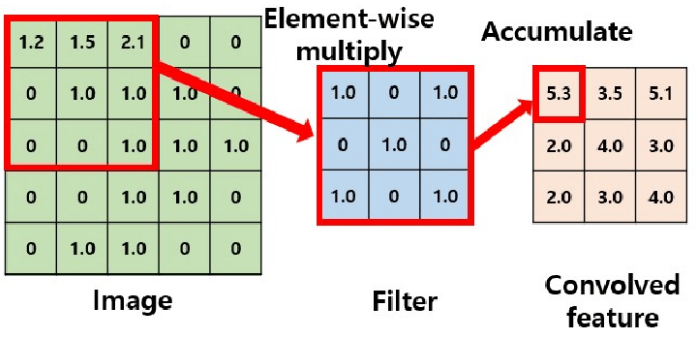 Element-wise
multiply
Accumulate
1.2 1.5 2.1 0 0
0 1.0 1.0 1.0 0
0 0 1.0 1.0 1.0
0 0 1.0 1.0 0
0 1.0 1.0 0 0
Image
1.0 0 1.0
0 1.0 0
1.0 0 1.0
Filter
5.3 3.5 5.1
2.0 4.0 3.0
2.0 3.0 4.0
Convolved
feature